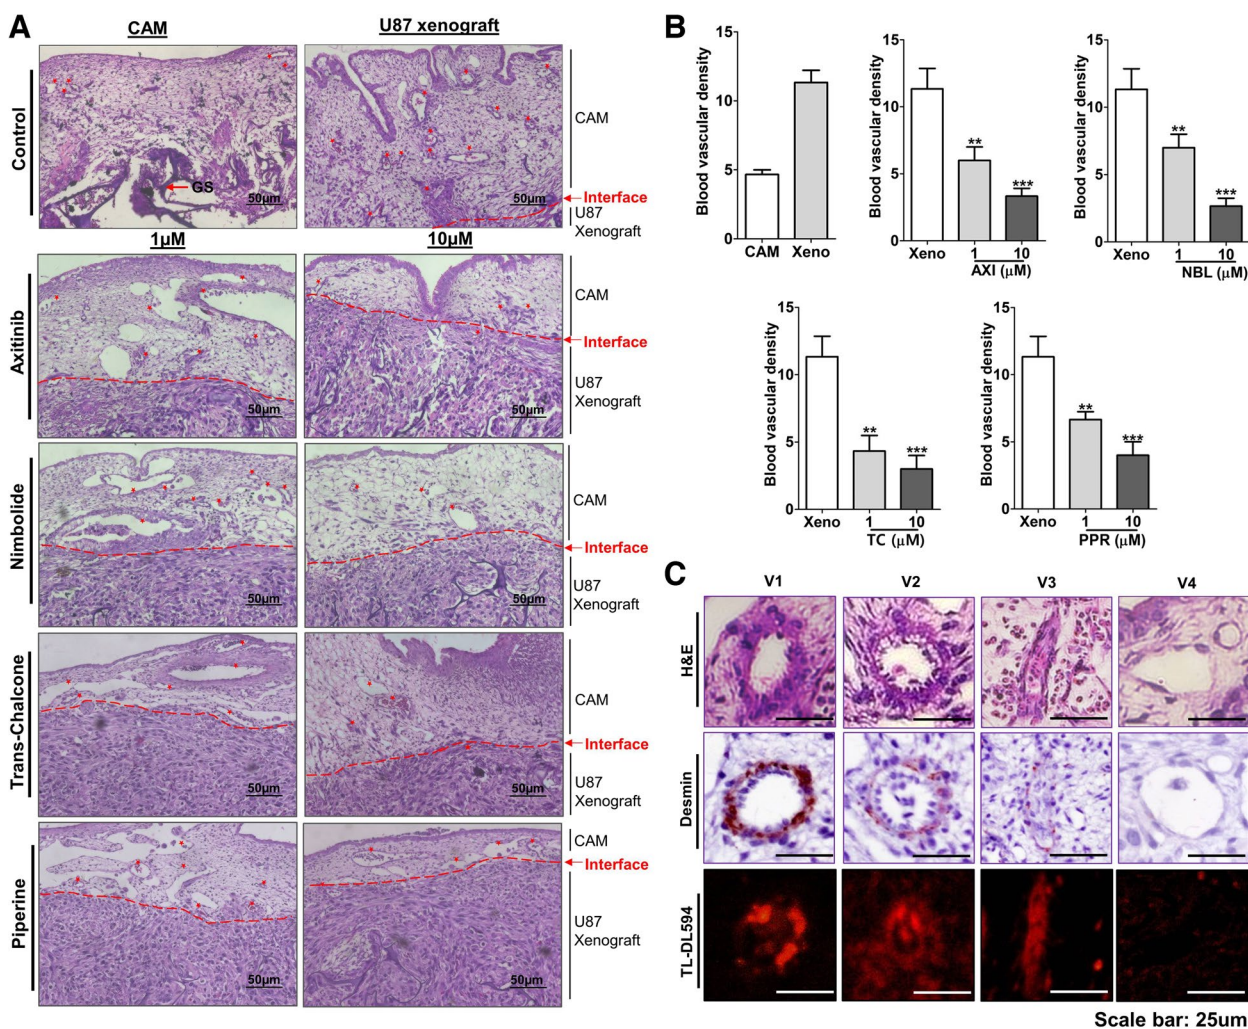 A
CAM
U87 xenograft
Control
GS
50µm
50µm
CAM
Interface
U87
Xenograft
1µM
10µM
Axitinib
50µm
50µm
CAM
Interface
U87
Xenograft
Nimbolide
50µm
50µm
CAM
Interface
U87
Xenograft
Trans-Chalcone
50µm
50µm
CAM
Interface
U87
Xenograft
Piperine
50µm
50µm
CAM
Interface
U87
Xenograft
B
Blood vascular density
15
10
5
0
CAM Xeno
Blood vascular density
15
10
5
0
**
***
Xeno 1 10
AXI (µM)
Blood vascular density
15
10
5
0
**
***
Xeno 1 10
NBL (µM)
Blood vascular density
15
10
5
0
**
***
Xeno 1 10
TC (µM)
Blood vascular density
15
10
5
0
**
***
Xeno 1 10
PPR (µM)
C
V1 V2 V3 V4
H&E
Desmin
TL-DL594
Scale bar: 25um